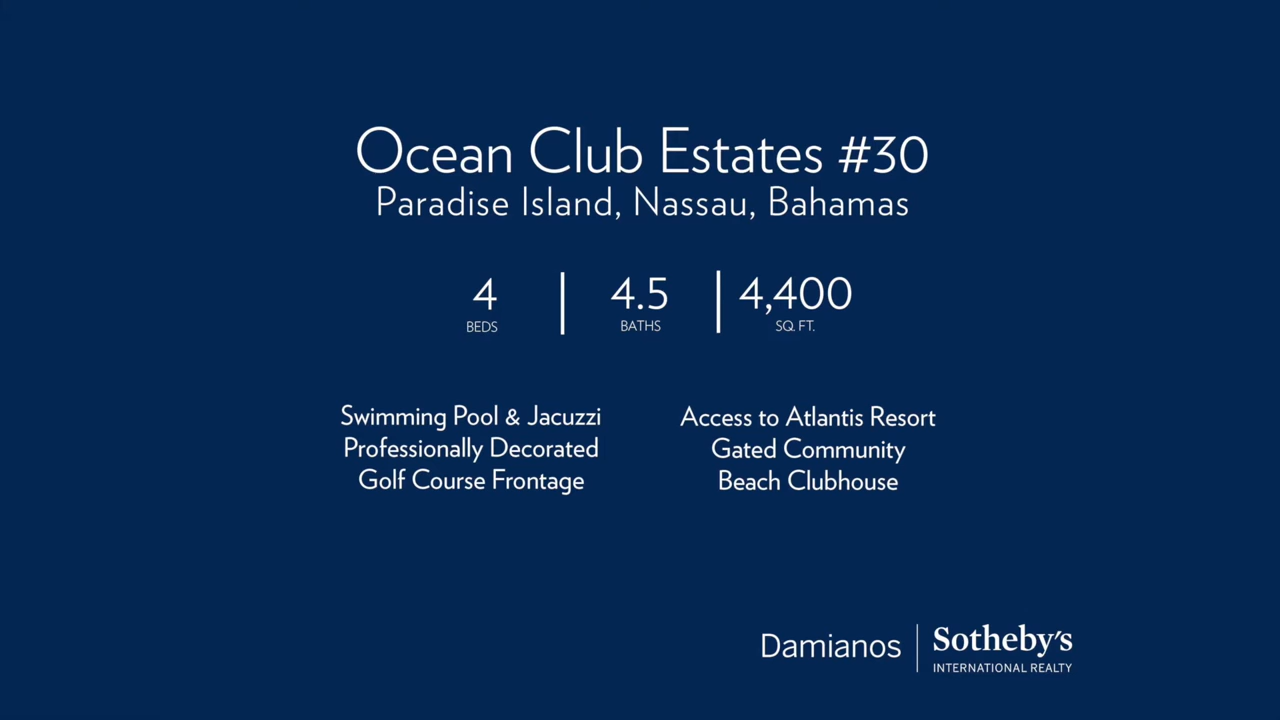 Ocean Club Estates #30
Paradise Island, Nassau, Bahamas
4 4.5 4,400
BEDS BATHS SQ. FT.
Swimming Pool & Jacuzzi
Professionally Decorated
Golf Course Frontage
Access to Atlantis Resort
Gated Community
Beach Clubhouse
Damianos Sotheby's
INTERNATIONAL REALTY